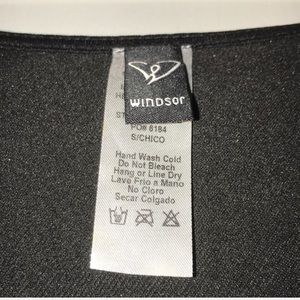 WINDSOR
H
ST
PO# 6184
S/CHICO
Hand Wash Cold
Do Not Bleach
Hang or Line Dry
Lave Frio a Mano
No Cloro
Secar Colgado